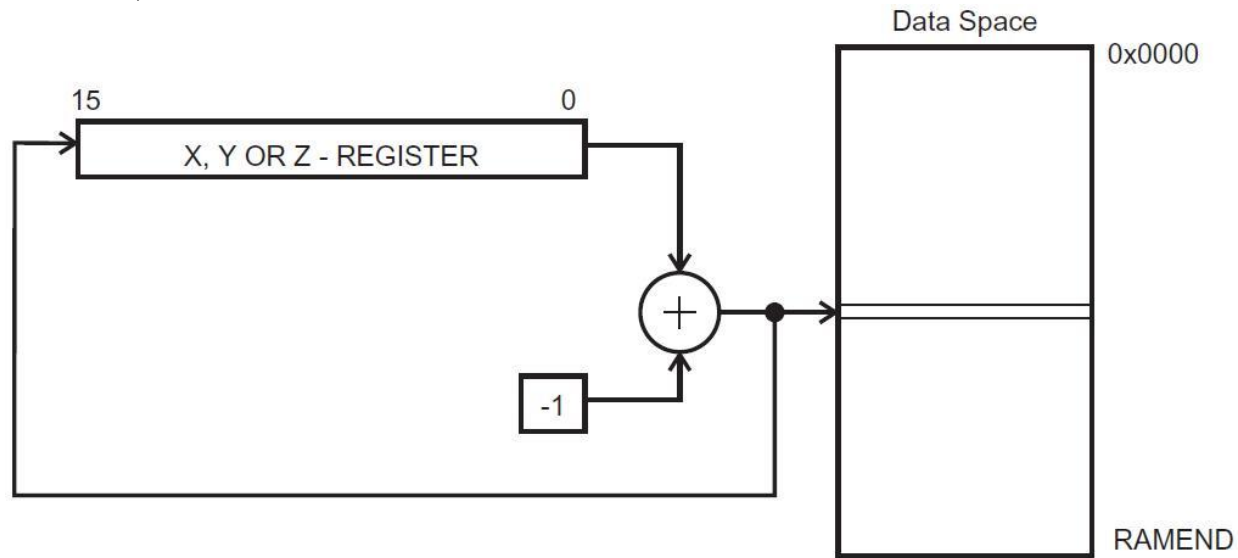 Data Space
0x0000
15 0
X, Y OR Z - REGISTER
+
-1
RAMEND